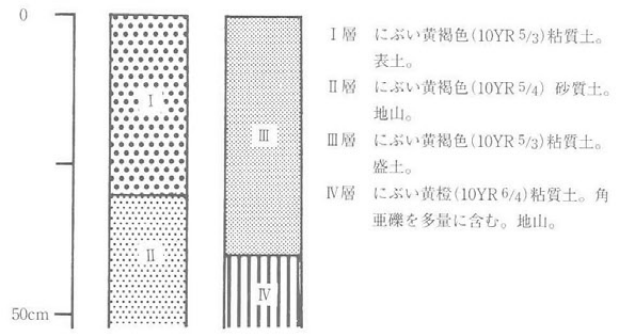 0
50cm
Ⅰ
Ⅱ
Ⅲ
Ⅳ
Ⅰ層 にぶい黄褐色(10YR 5/3)粘質土。
表土。
Ⅱ層 にぶい黄褐色(10YR 5/4) 砂質土。
地山。
Ⅲ層 にぶい黄褐色(10YR 5/3)粘質土。
盛土。
Ⅳ層 にぶい黄橙(10YR 6/4)粘質土。角
亜礫を多量に含む。地山。